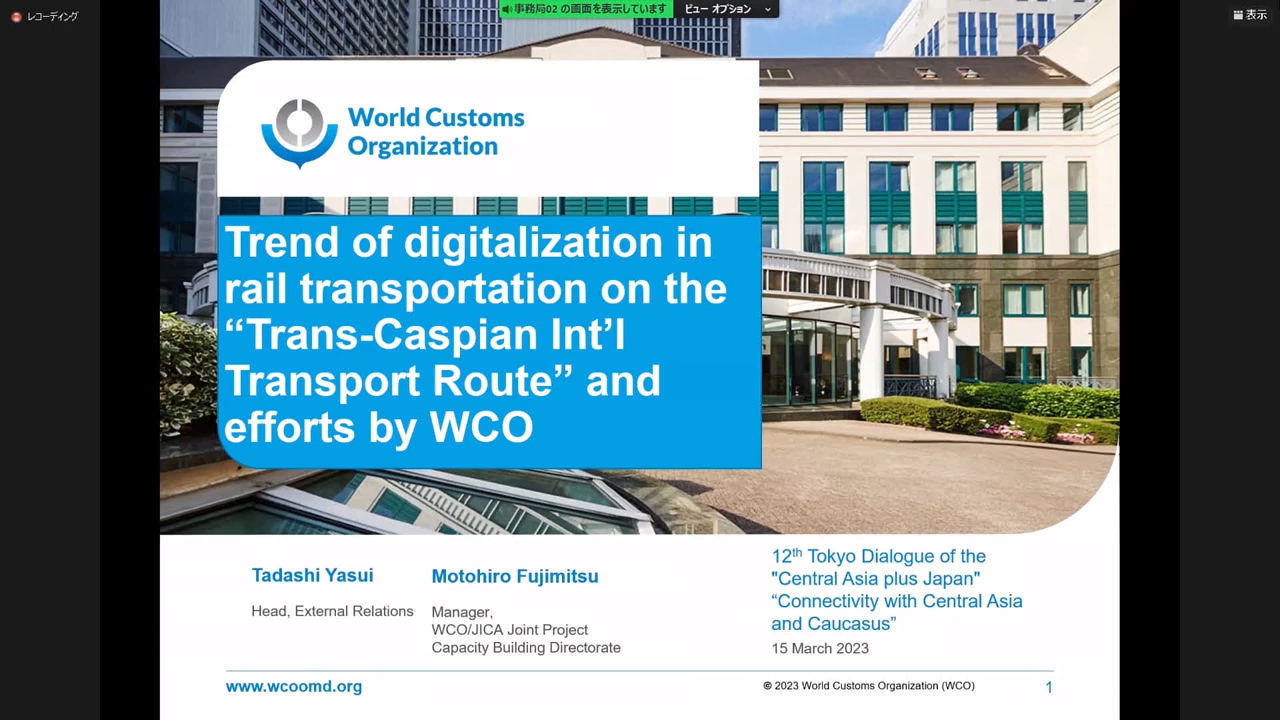 レコーディング
事務局02 の画面を表示しています
ビュー オプション
表示
World Customs
Organization
Trend of digitalization in
rail transportation on the
“Trans-Caspian Int’l
Transport Route” and
efforts by WCO
Tadashi Yasui
Head, External Relations
Motohiro Fujimitsu
Manager,
WCO/JICA Joint Project
Capacity Building Directorate
12th Tokyo Dialogue of the
"Central Asia plus Japan"
“Connectivity with Central Asia
and Caucasus”
15 March 2023
www.wcoomd.org
© 2023 World Customs Organization (WCO)
1